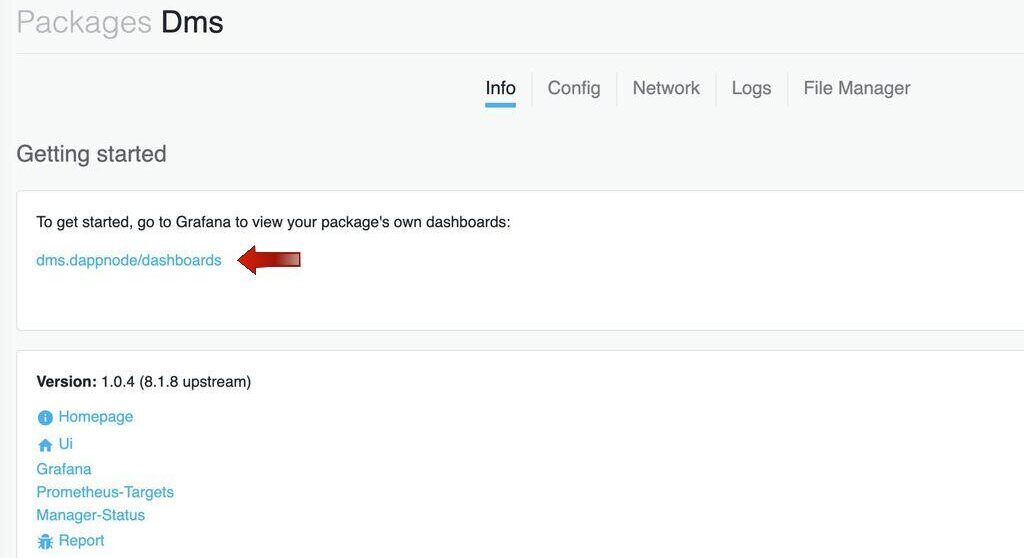 Packages Dms
Info Config Network Logs File Manager
Getting started
To get started, go to Grafana to view your package's own dashboards:
dms.dappnode/dashboards
Version: 1.0.4 (8.1.8 upstream)
Homepage
Ui
Grafana
Prometheus-Targets
Manager-Status
Report